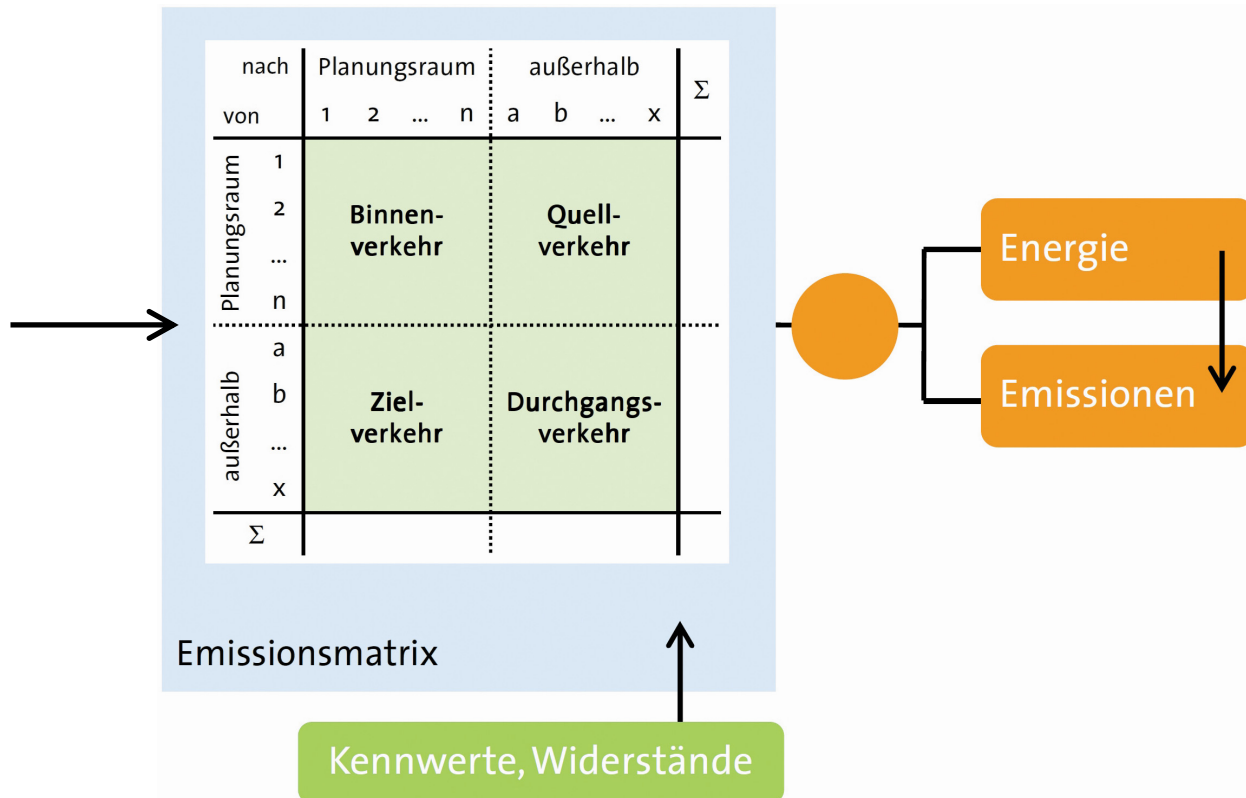 nach Planungsraum außerhalb Σ
von 1 2 ... n a b ... x
Planungsraum
1
2
...
n
Binnen-
verkehr
Quell-
verkehr
außerhalb
a
b
...
x
Ziel-
verkehr
Durchgangs-
verkehr
Σ
Emissionsmatrix
Kennwerte, Widerstände
Energie
Emissionen